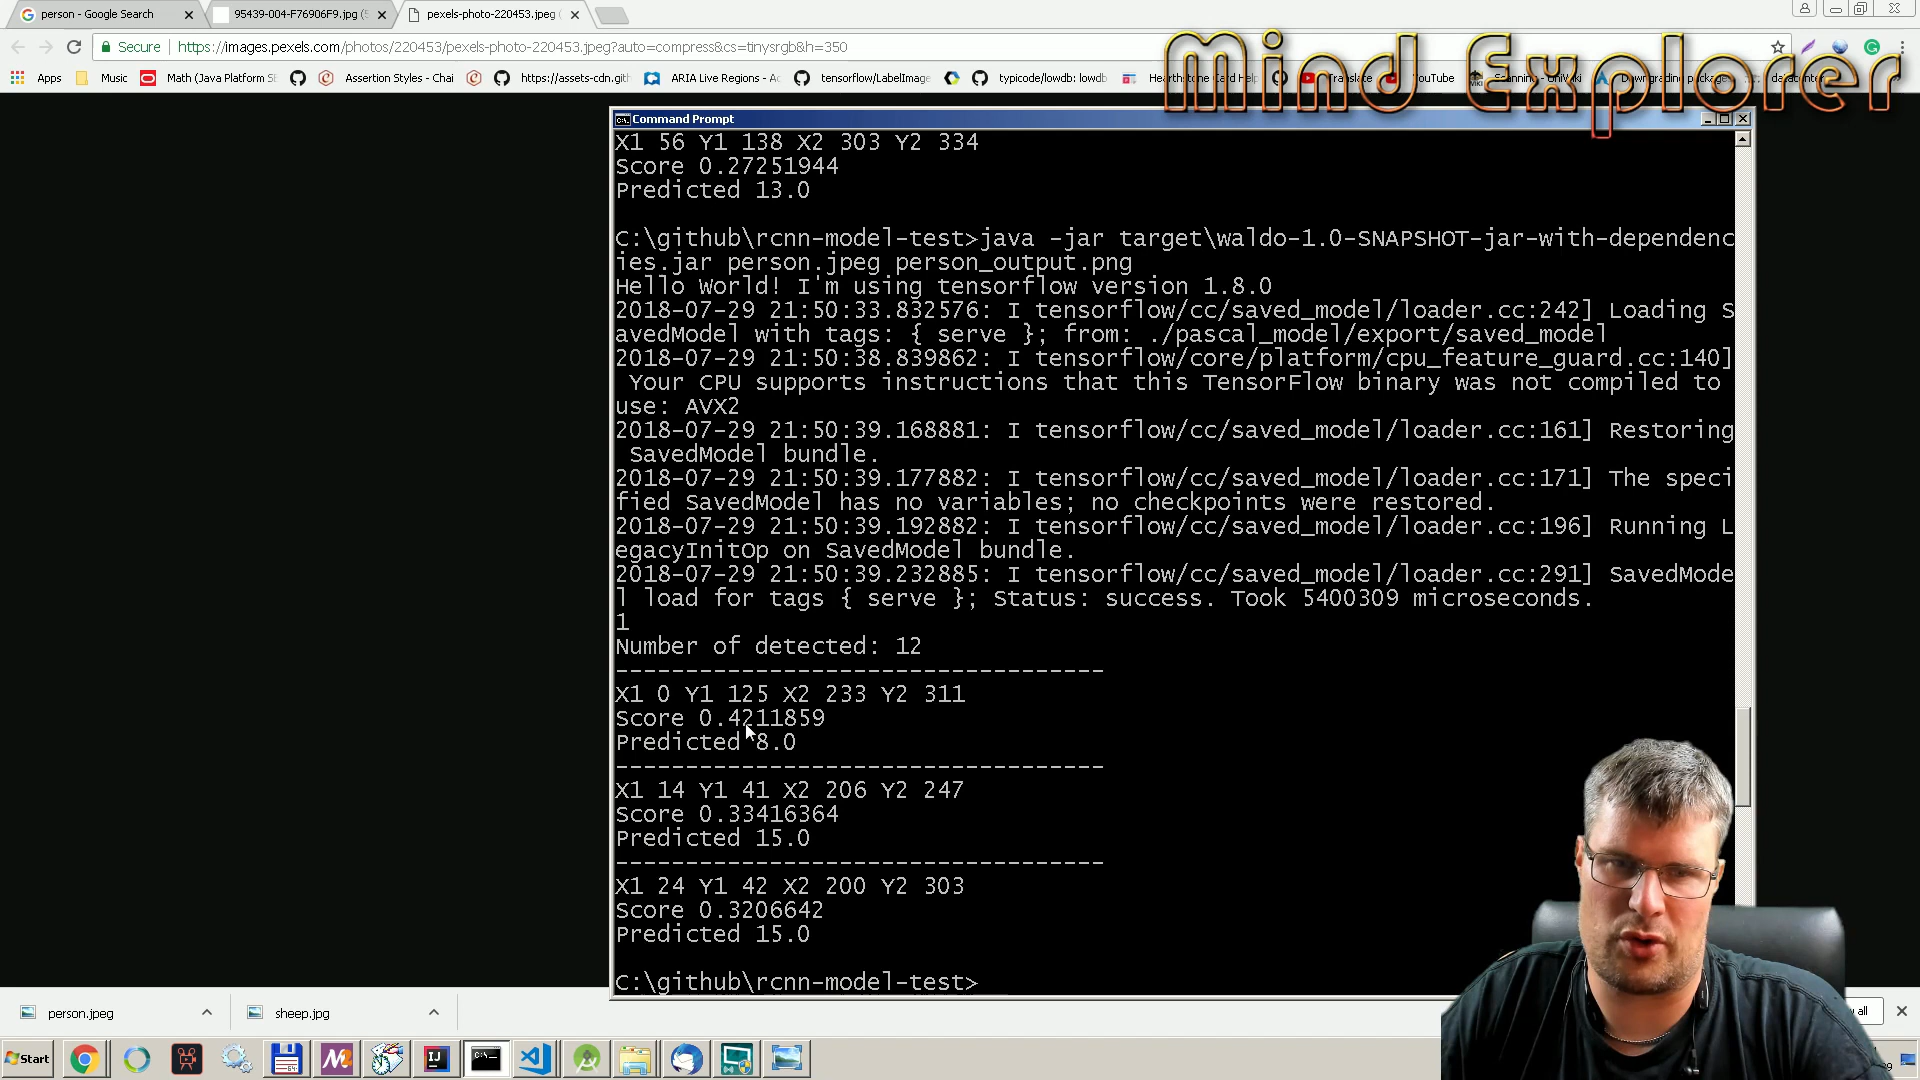 person - Google Search
95439-004-F76906F9.jpg (
pexels-photo-220453.jpeg
Secure https://images.pexels.com/photos/220453/pexels-photo-220453.jpeg?auto=compress&cs=tinysrgb&h=350
Mind Explorer
Apps Music Math (Java Platform S Assertion Styles - Chai https://assets-cdn.gith ARIA Live Regions - Ac tensorflow/LabelImage typicode/lowdb: lowdb Hearthstone Card Help Translate YouTube
Command Prompt
X1 56 Y1 138 X2 303 Y2 334
Score 0.27251944
Predicted 13.0
C:\github\rcnn-model-test>java -jar target\waldo-1.0-SNAPSHOT-jar-with-dependenc
ies.jar person.jpeg person_output.png
Hello World! I'm using tensorflow version 1.8.0
2018-07-29 21:50:33.832576: I tensorflow/cc/saved_model/loader.cc:242] Loading S
avedModel with tags: { serve }; from: ./pascal_model/export/saved_model
2018-07-29 21:50:38.839862: I tensorflow/core/platform/cpu_feature_guard.cc:140]
Your CPU supports instructions that this TensorFlow binary was not compiled to
use: AVX2
2018-07-29 21:50:39.168881: I tensorflow/cc/saved_model/loader.cc:161] Restoring
SavedModel bundle.
2018-07-29 21:50:39.177882: I tensorflow/cc/saved_model/loader.cc:171] The speci
fied SavedModel has no variables; no checkpoints were restored.
2018-07-29 21:50:39.192882: I tensorflow/cc/saved_model/loader.cc:196] Running L
egacyInitOp on SavedModel bundle.
2018-07-29 21:50:39.232885: I tensorflow/cc/saved_model/loader.cc:291] SavedMode
l load for tags { serve }; Status: success. Took 5400309 microseconds.
1
Number of detected: 12
-----------------------------------
X1 0 Y1 125 X2 233 Y2 311
Score 0.4211859
Predicted 8.0
-----------------------------------
X1 14 Y1 41 X2 206 Y2 247
Score 0.33416364
Predicted 15.0
-----------------------------------
X1 24 Y1 42 X2 200 Y2 303
Score 0.3206642
Predicted 15.0
C:\github\rcnn-model-test>
person.jpeg
sheep.jpg
all
Start